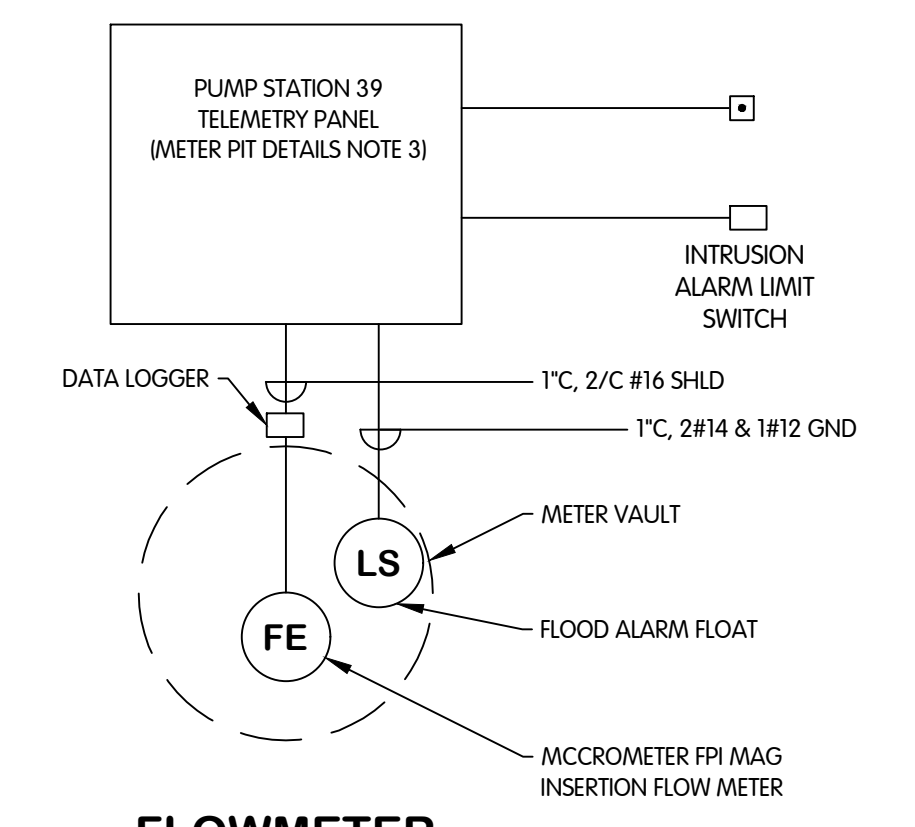 PUMP STATION 39
TELEMETRY PANEL
(METER PIT DETAILS NOTE 3)
INTRUSION
ALARM LIMIT
SWITCH
DATA LOGGER
1"C, 2/C #16 SHLD
1"C, 2#14 & 1#12 GND
METER VAULT
LS
FLOOD ALARM FLOAT
FE
MCCROMETER FPI MAG
INSERTION FLOW METER
FLOWMETER